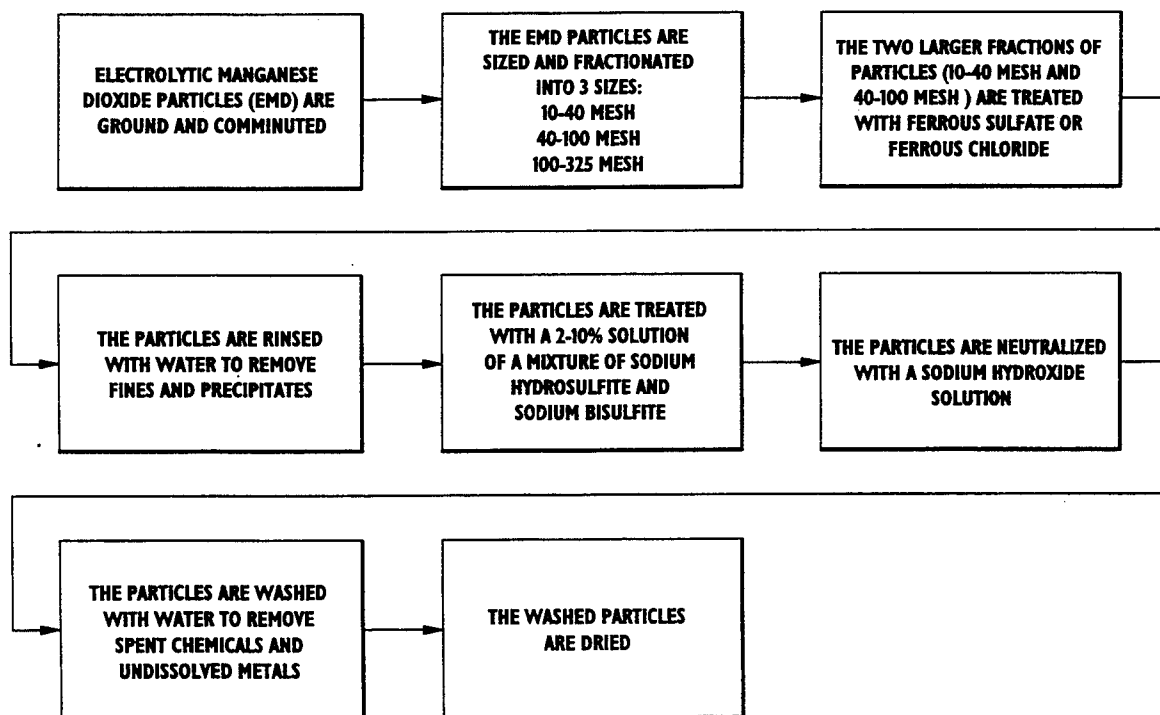 ELECTROLYTIC MANGANESE
DIOXIDE PARTICLES (EMD) ARE
GROUND AND COMMINUTED
THE EMD PARTICLES ARE
SIZED AND FRACTIONATED
INTO 3 SIZES:
10-40 MESH
40-100 MESH
100-325 MESH
THE TWO LARGER FRACTIONS OF
PARTICLES (10-40 MESH AND
40-100 MESH ) ARE TREATED
WITH FERROUS SULFATE OR
FERROUS CHLORIDE
THE PARTICLES ARE RINSED
WITH WATER TO REMOVE
FINES AND PRECIPITATES
THE PARTICLES ARE TREATED
WITH A 2-10% SOLUTION
OF A MIXTURE OF SODIUM
HYDROSULFITE AND
SODIUM BISULFITE
THE PARTICLES ARE NEUTRALIZED
WITH A SODIUM HYDROXIDE
SOLUTION
THE PARTICLES ARE WASHED
WITH WATER TO REMOVE
SPENT CHEMICALS AND
UNDISSOLVED METALS
THE WASHED PARTICLES
ARE DRIED